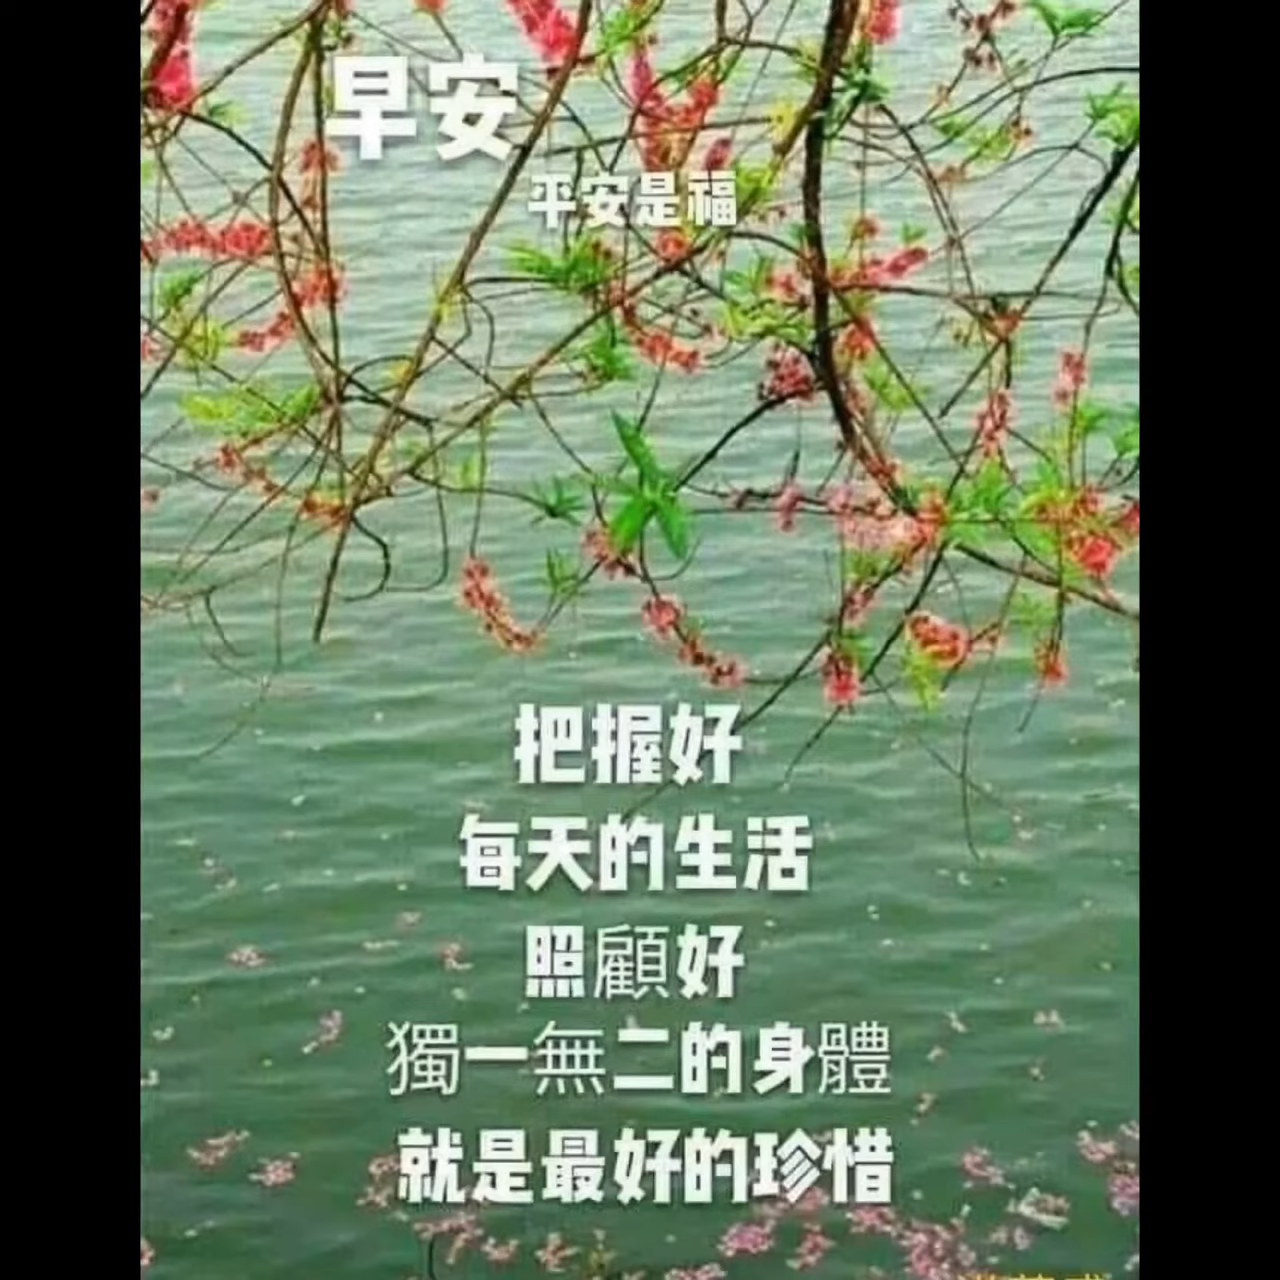 早安
平安是福
把握好
每天的生活
照顧好
獨一無二的身體
就是最好的珍惜